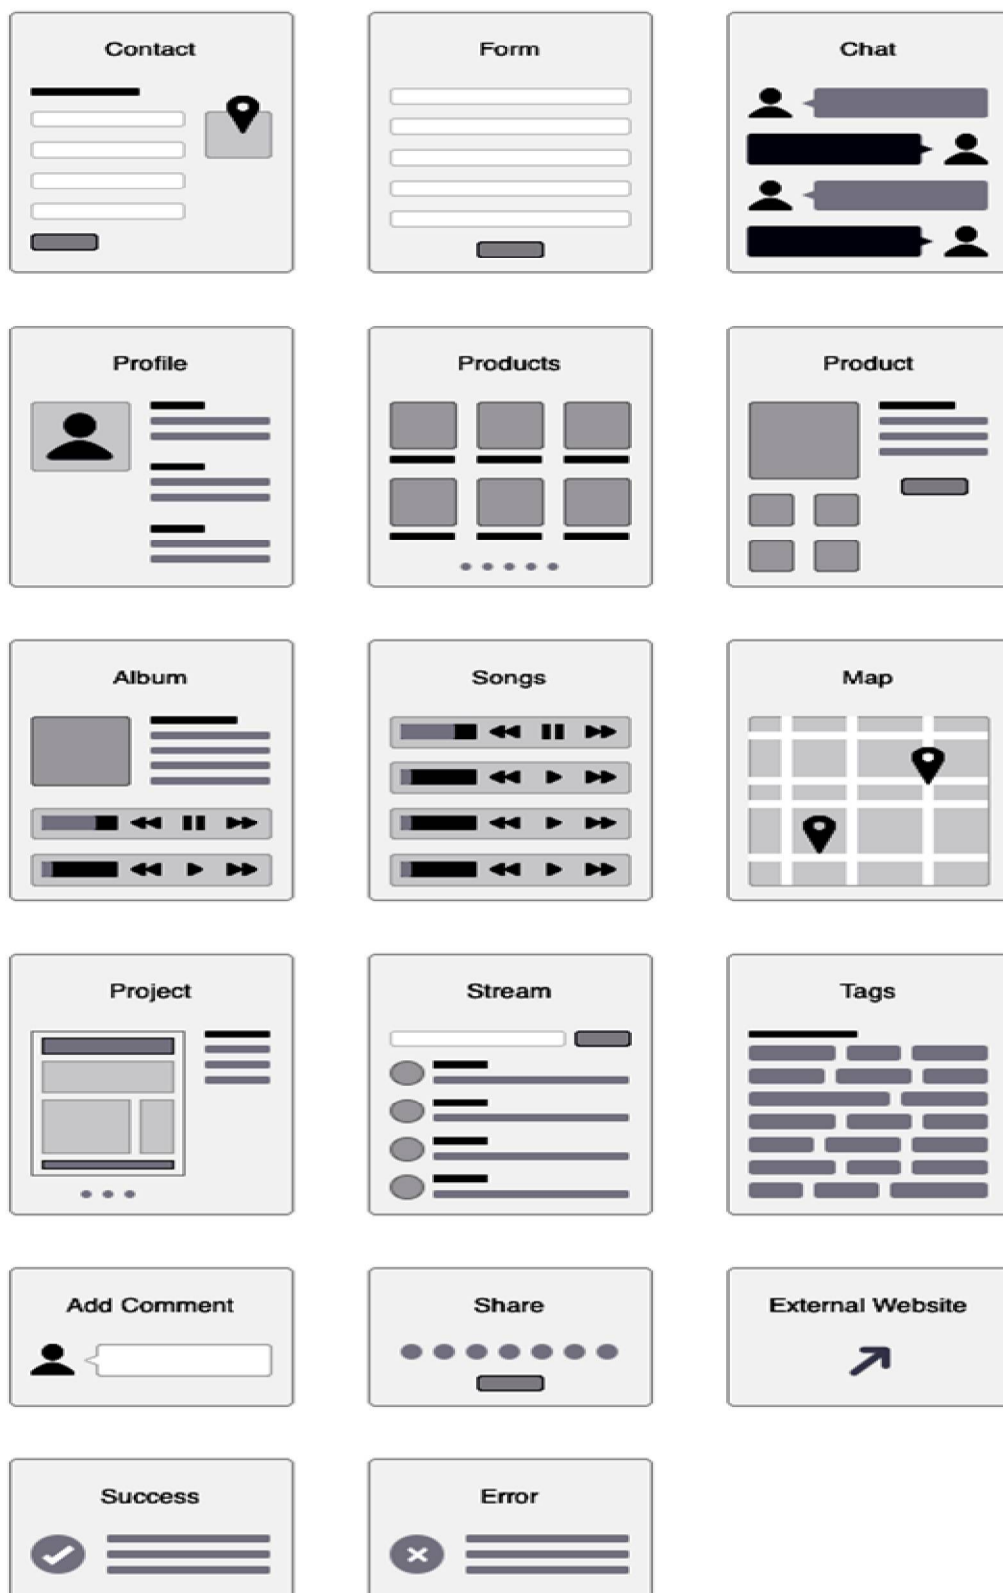 Contact
Form
Chat
Profile
Products
Product
Album
Songs
Map
Project
Stream
Tags
Add Comment
Share
External Website
Success
Error